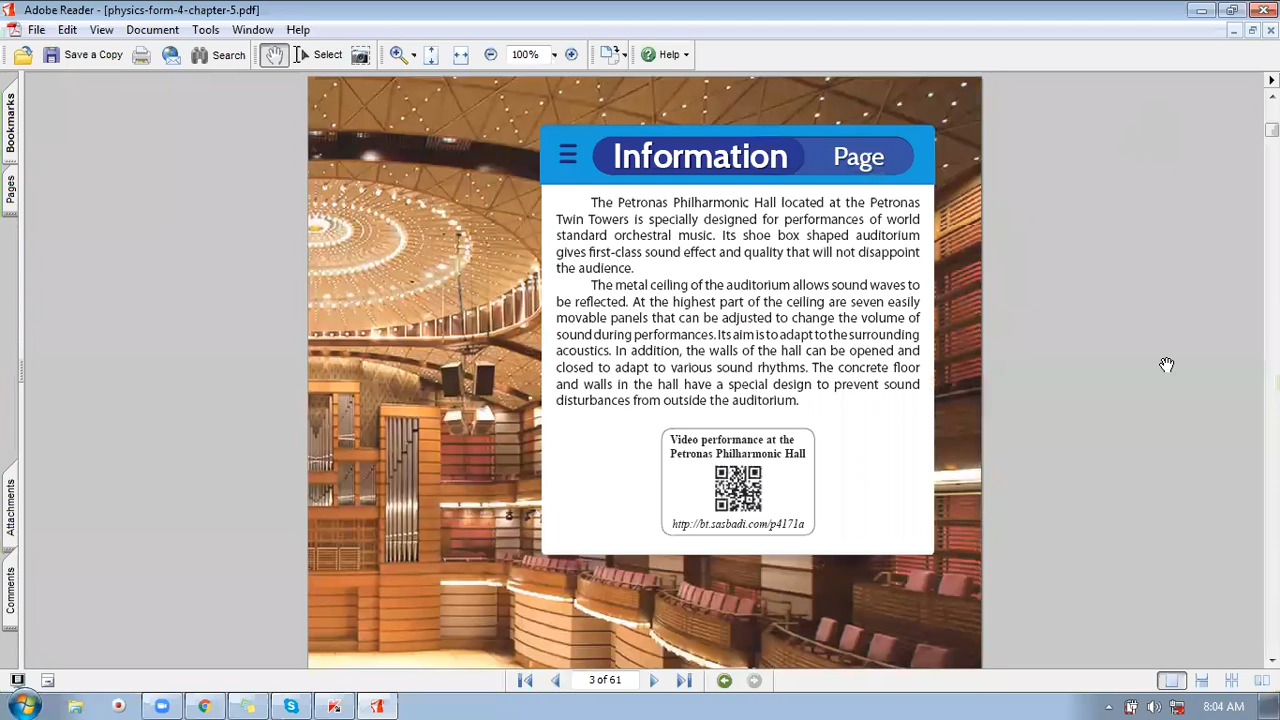 Adobe Reader - [physics-form-4-chapter-5.pdf]
File Edit View Document Tools Window Help
Save a Copy Search Select 100% Help
Bookmarks
Pages
Attachments
Comments
Information Page
The Petronas Philharmonic Hall located at the Petronas
Twin Towers is specially designed for performances of world
standard orchestral music. Its shoe box shaped auditorium
gives first-class sound effect and quality that will not disappoint
the audience.
The metal ceiling of the auditorium allows sound waves to
be reflected. At the highest part of the ceiling are seven easily
movable panels that can be adjusted to change the volume of
sound during performances. Its aim is to adapt to the surrounding
acoustics. In addition, the walls of the hall can be opened and
closed to adapt to various sound rhythms. The concrete floor
and walls in the hall have a special design to prevent sound
disturbances from outside the auditorium.
Video performance at the
Petronas Philharmonic Hall
http://bt.sasbadi.com/p4171a
3 of 61
8:04 AM